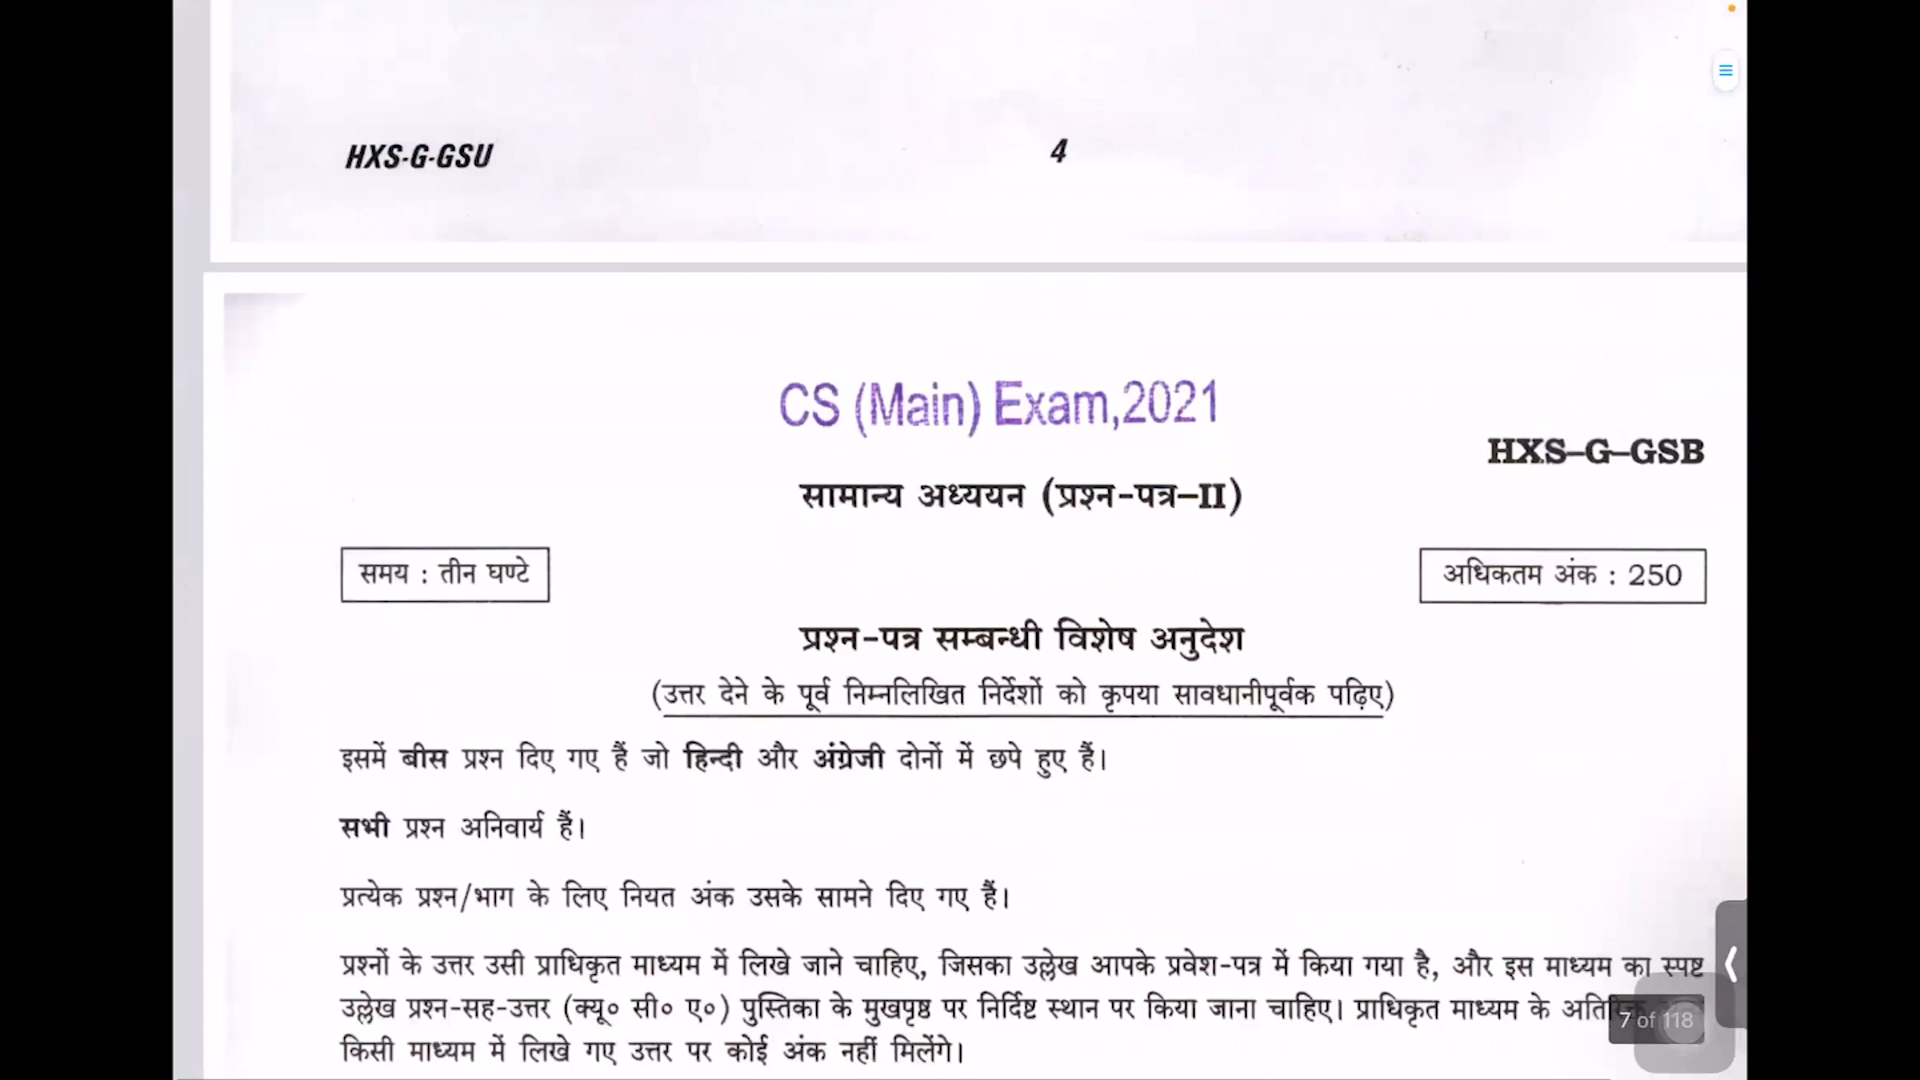 HXS-G-GSU 4
CS (Main) Exam,2021
HXS–G–GSB
सामान्य अध्ययन (प्रश्न-पत्र–II)
समय : तीन घण्टे
अधिकतम अंक : 250
प्रश्न-पत्र सम्बन्धी विशेष अनुदेश
(उत्तर देने के पूर्व निम्नलिखित निर्देशों को कृपया सावधानीपूर्वक पढ़िए)
इसमें बीस प्रश्न दिए गए हैं जो हिन्दी और अंग्रेजी दोनों में छपे हुए हैं।
सभी प्रश्न अनिवार्य हैं।
प्रत्येक प्रश्न/भाग के लिए नियत अंक उसके सामने दिए गए हैं।
प्रश्नों के उत्तर उसी प्राधिकृत माध्यम में लिखे जाने चाहिए, जिसका उल्लेख आपके प्रवेश-पत्र में किया गया है, और इस माध्यम का स्पष्ट
उल्लेख प्रश्न-सह-उत्तर (क्यू० सी० ए०) पुस्तिका के मुखपृष्ठ पर निर्दिष्ट स्थान पर किया जाना चाहिए। प्राधिकृत माध्यम के
किसी माध्यम में लिखे गए उत्तर पर कोई अंक नहीं मिलेंगे।
7 of 118